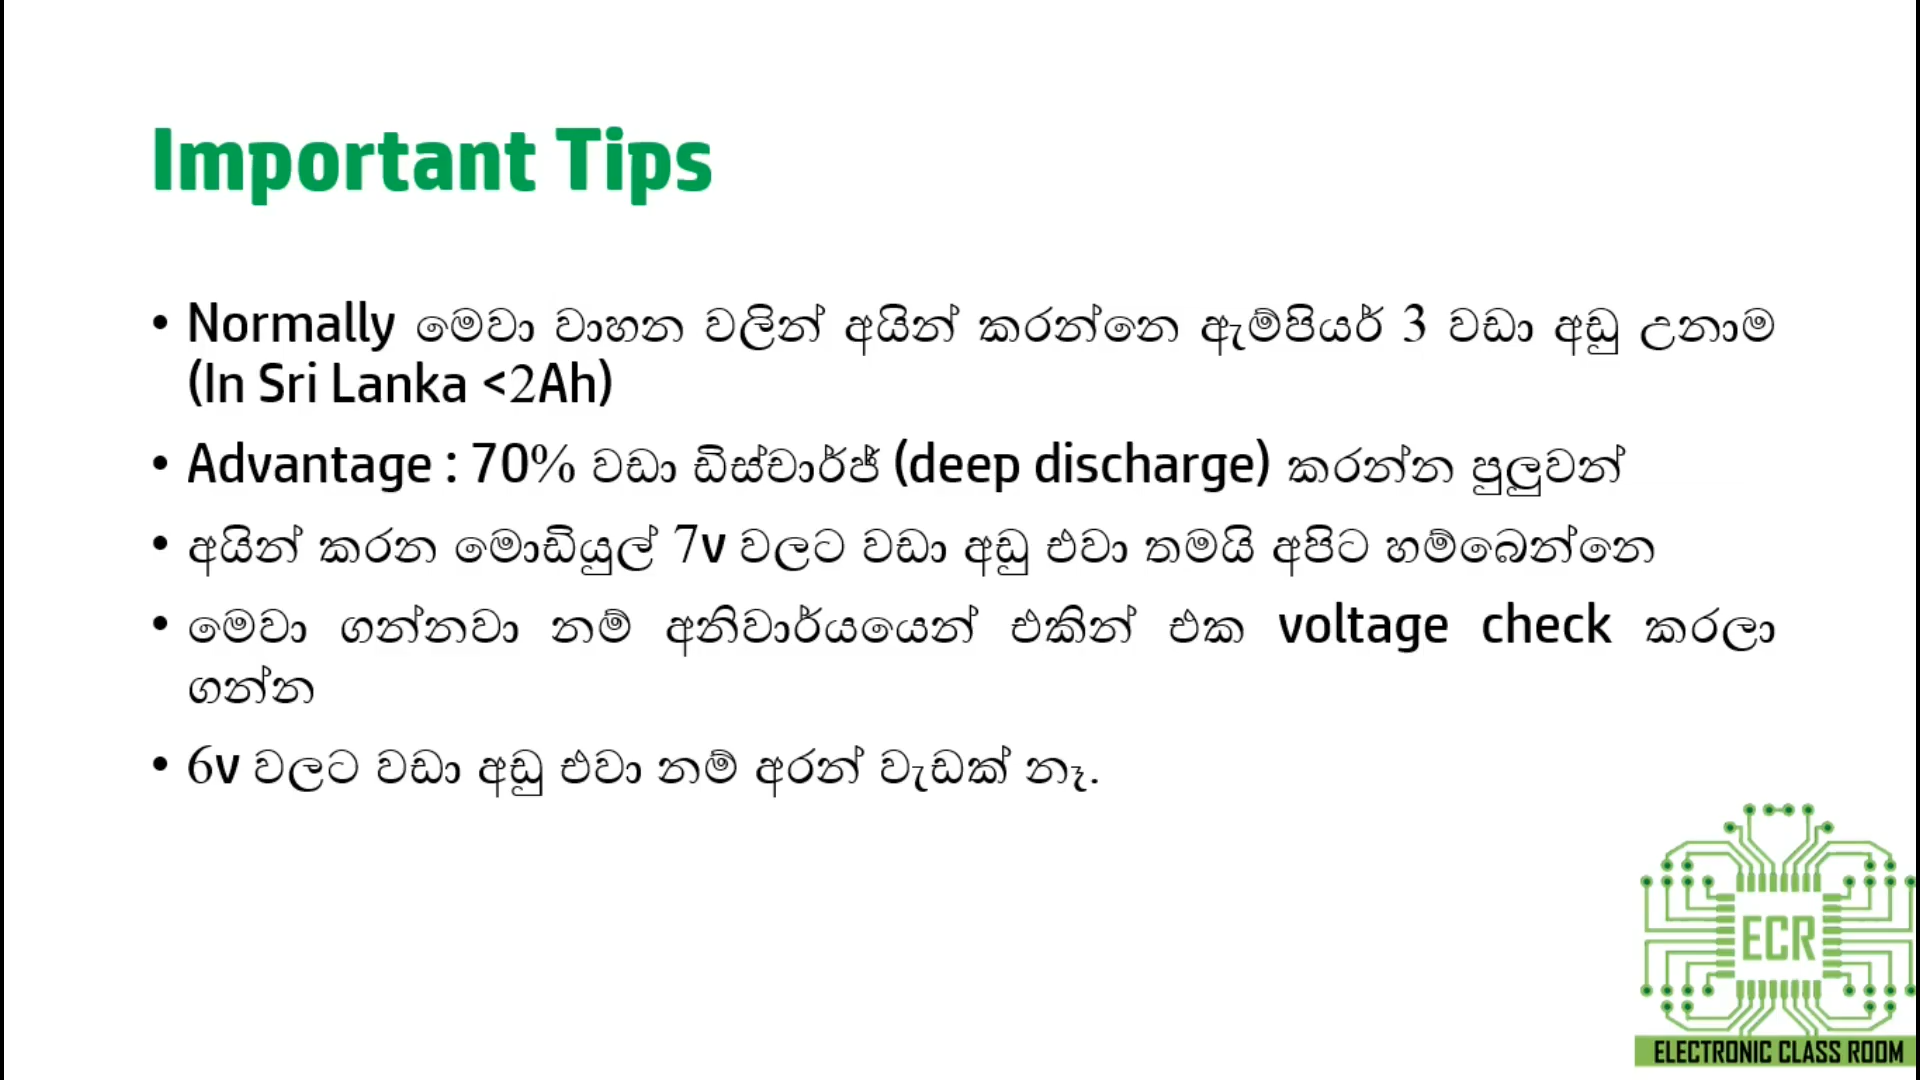 Important Tips
• Normally මෙවා වාහන වලින් අයින් කරන්නෙ ඇම්පියර් 3 වඩා අඩු උනාම
(In Sri Lanka <2Ah)
• Advantage : 70% වඩා ඩිස්චාර්ජ් (deep discharge) කරන්න පුලුවන්
• අයින් කරන මොඩියුල් 7v වලට වඩා අඩු එවා තමයි අපිට හම්බෙන්නෙ
• මෙවා ගන්නවා නම් අනිවාර්යයෙන් එකින් එක voltage check කරලා
ගන්න
• 6v වලට වඩා අඩු එවා නම් අරන් වැඩක් නෑ.
ECR
ELECTRONIC CLASS ROOM